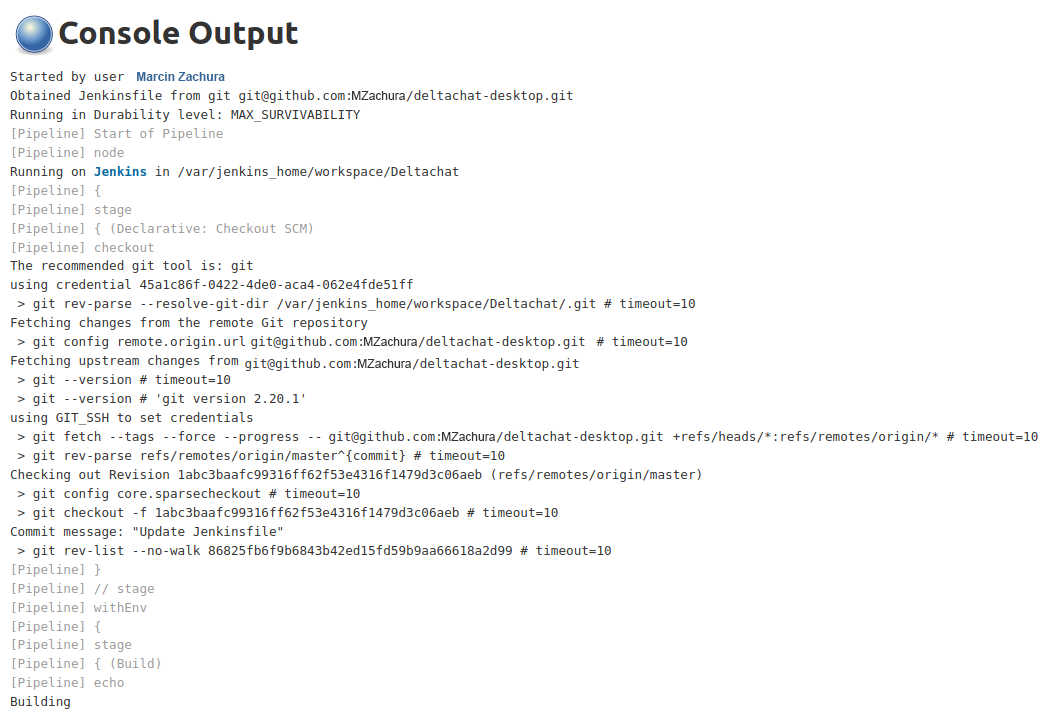 Console Output
Started by user Marcin Zachura
Obtained Jenkinsfile from git git@github.com:MZachura/deltachat-desktop.git
Running in Durability level: MAX_SURVIVABILITY
[Pipeline] Start of Pipeline
[Pipeline] node
Running on Jenkins in /var/jenkins_home/workspace/Deltachat
[Pipeline] {
[Pipeline] stage
[Pipeline] { (Declarative: Checkout SCM)
[Pipeline] checkout
The recommended git tool is: git
using credential 45a1c86f-0422-4de0-aca4-062e4fde51ff
 > git rev-parse --resolve-git-dir /var/jenkins_home/workspace/Deltachat/.git # timeout=10
Fetching changes from the remote Git repository
 > git config remote.origin.url git@github.com:MZachura/deltachat-desktop.git # timeout=10
Fetching upstream changes from git@github.com:MZachura/deltachat-desktop.git
 > git --version # timeout=10
 > git --version # 'git version 2.20.1'
using GIT_SSH to set credentials
 > git fetch --tags --force --progress -- git@github.com:MZachura/deltachat-desktop.git +refs/heads/*:refs/remotes/origin/* # timeout=10
 > git rev-parse refs/remotes/origin/master^{commit} # timeout=10
Checking out Revision 1abc3baafc99316ff62f53e4316f1479d3c06aeb (refs/remotes/origin/master)
 > git config core.sparsecheckout # timeout=10
 > git checkout -f 1abc3baafc99316ff62f53e4316f1479d3c06aeb # timeout=10
Commit message: "Update Jenkinsfile"
 > git rev-list --no-walk 86825fb6f9b6843b42ed15fd59b9aa66618a2d99 # timeout=10
[Pipeline] }
[Pipeline] // stage
[Pipeline] withEnv
[Pipeline] {
[Pipeline] stage
[Pipeline] { (Build)
[Pipeline] echo
Building